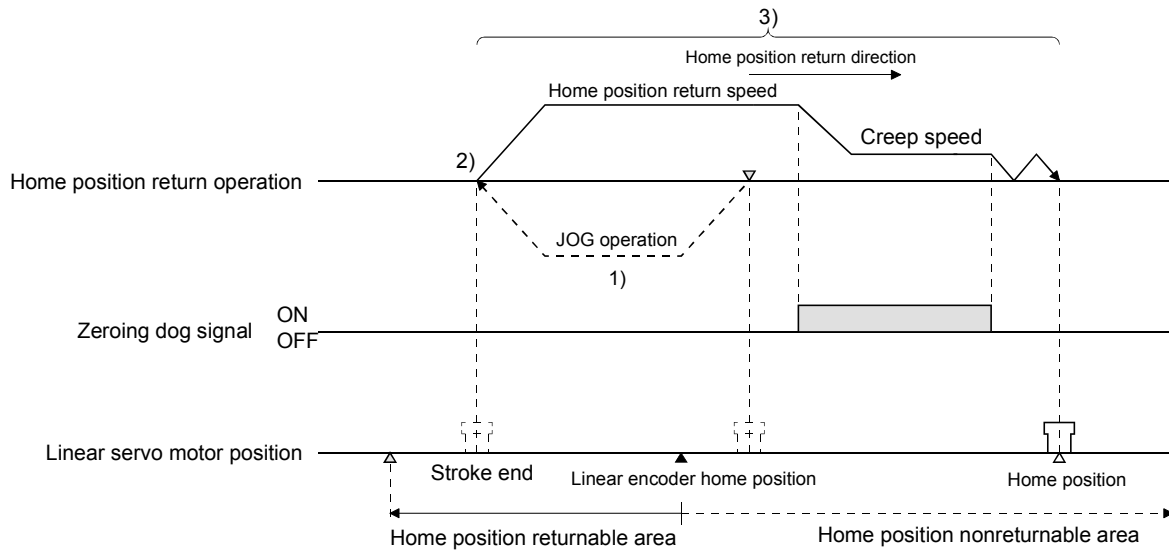 3)
Home position return direction
Home position return speed
Creep speed
2)
Home position return operation
JOG operation
1)
ON
Zeroing dog signal
OFF
Linear servo motor position
Stroke end
Linear encoder home position
Home position
Home position returnable area
Home position nonreturnable area